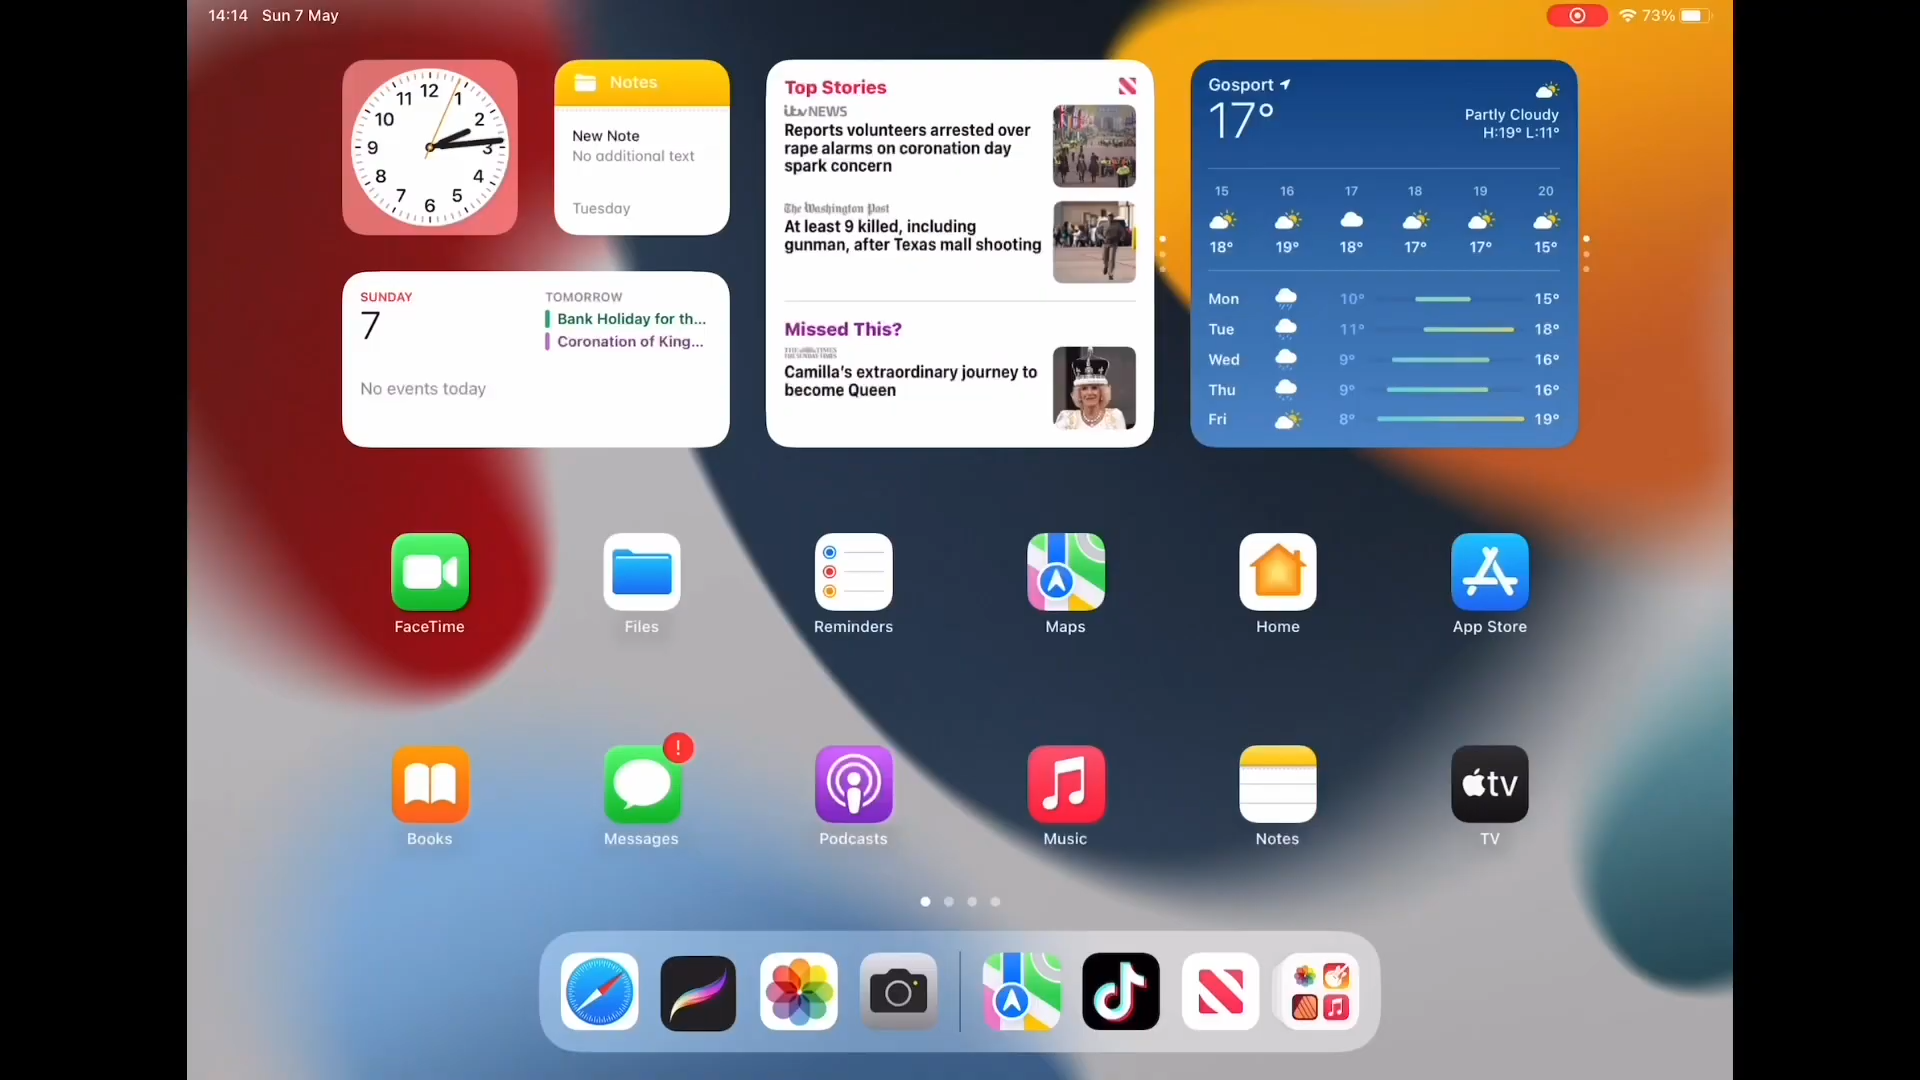 14:14 Sun 7 May
73%
12
11
1
10
2
9
3
8
4
7
5
6
Notes
New Note
No additional text
Tuesday
SUNDAY
7
No events today
TOMORROW
Bank Holiday for th...
Coronation of King...
Top Stories
itv NEWS
Reports volunteers arrested over
rape alarms on coronation day
spark concern
The Washington Post
At least 9 killed, including
gunman, after Texas mall shooting
Missed This?
THE TIMES
THE SUNDAY TIMES
Camilla's extraordinary journey to
become Queen
Gosport
17°
Partly Cloudy
H:19° L:11°
15 16 17 18 19 20
18° 19° 18° 17° 17° 15°
Mon 10° 15°
Tue 11° 18°
Wed 9° 16°
Thu 9° 16°
Fri 8° 19°
FaceTime
Files
Reminders
Maps
Home
App Store
!
tv
Books
Messages
Podcasts
Music
Notes
TV